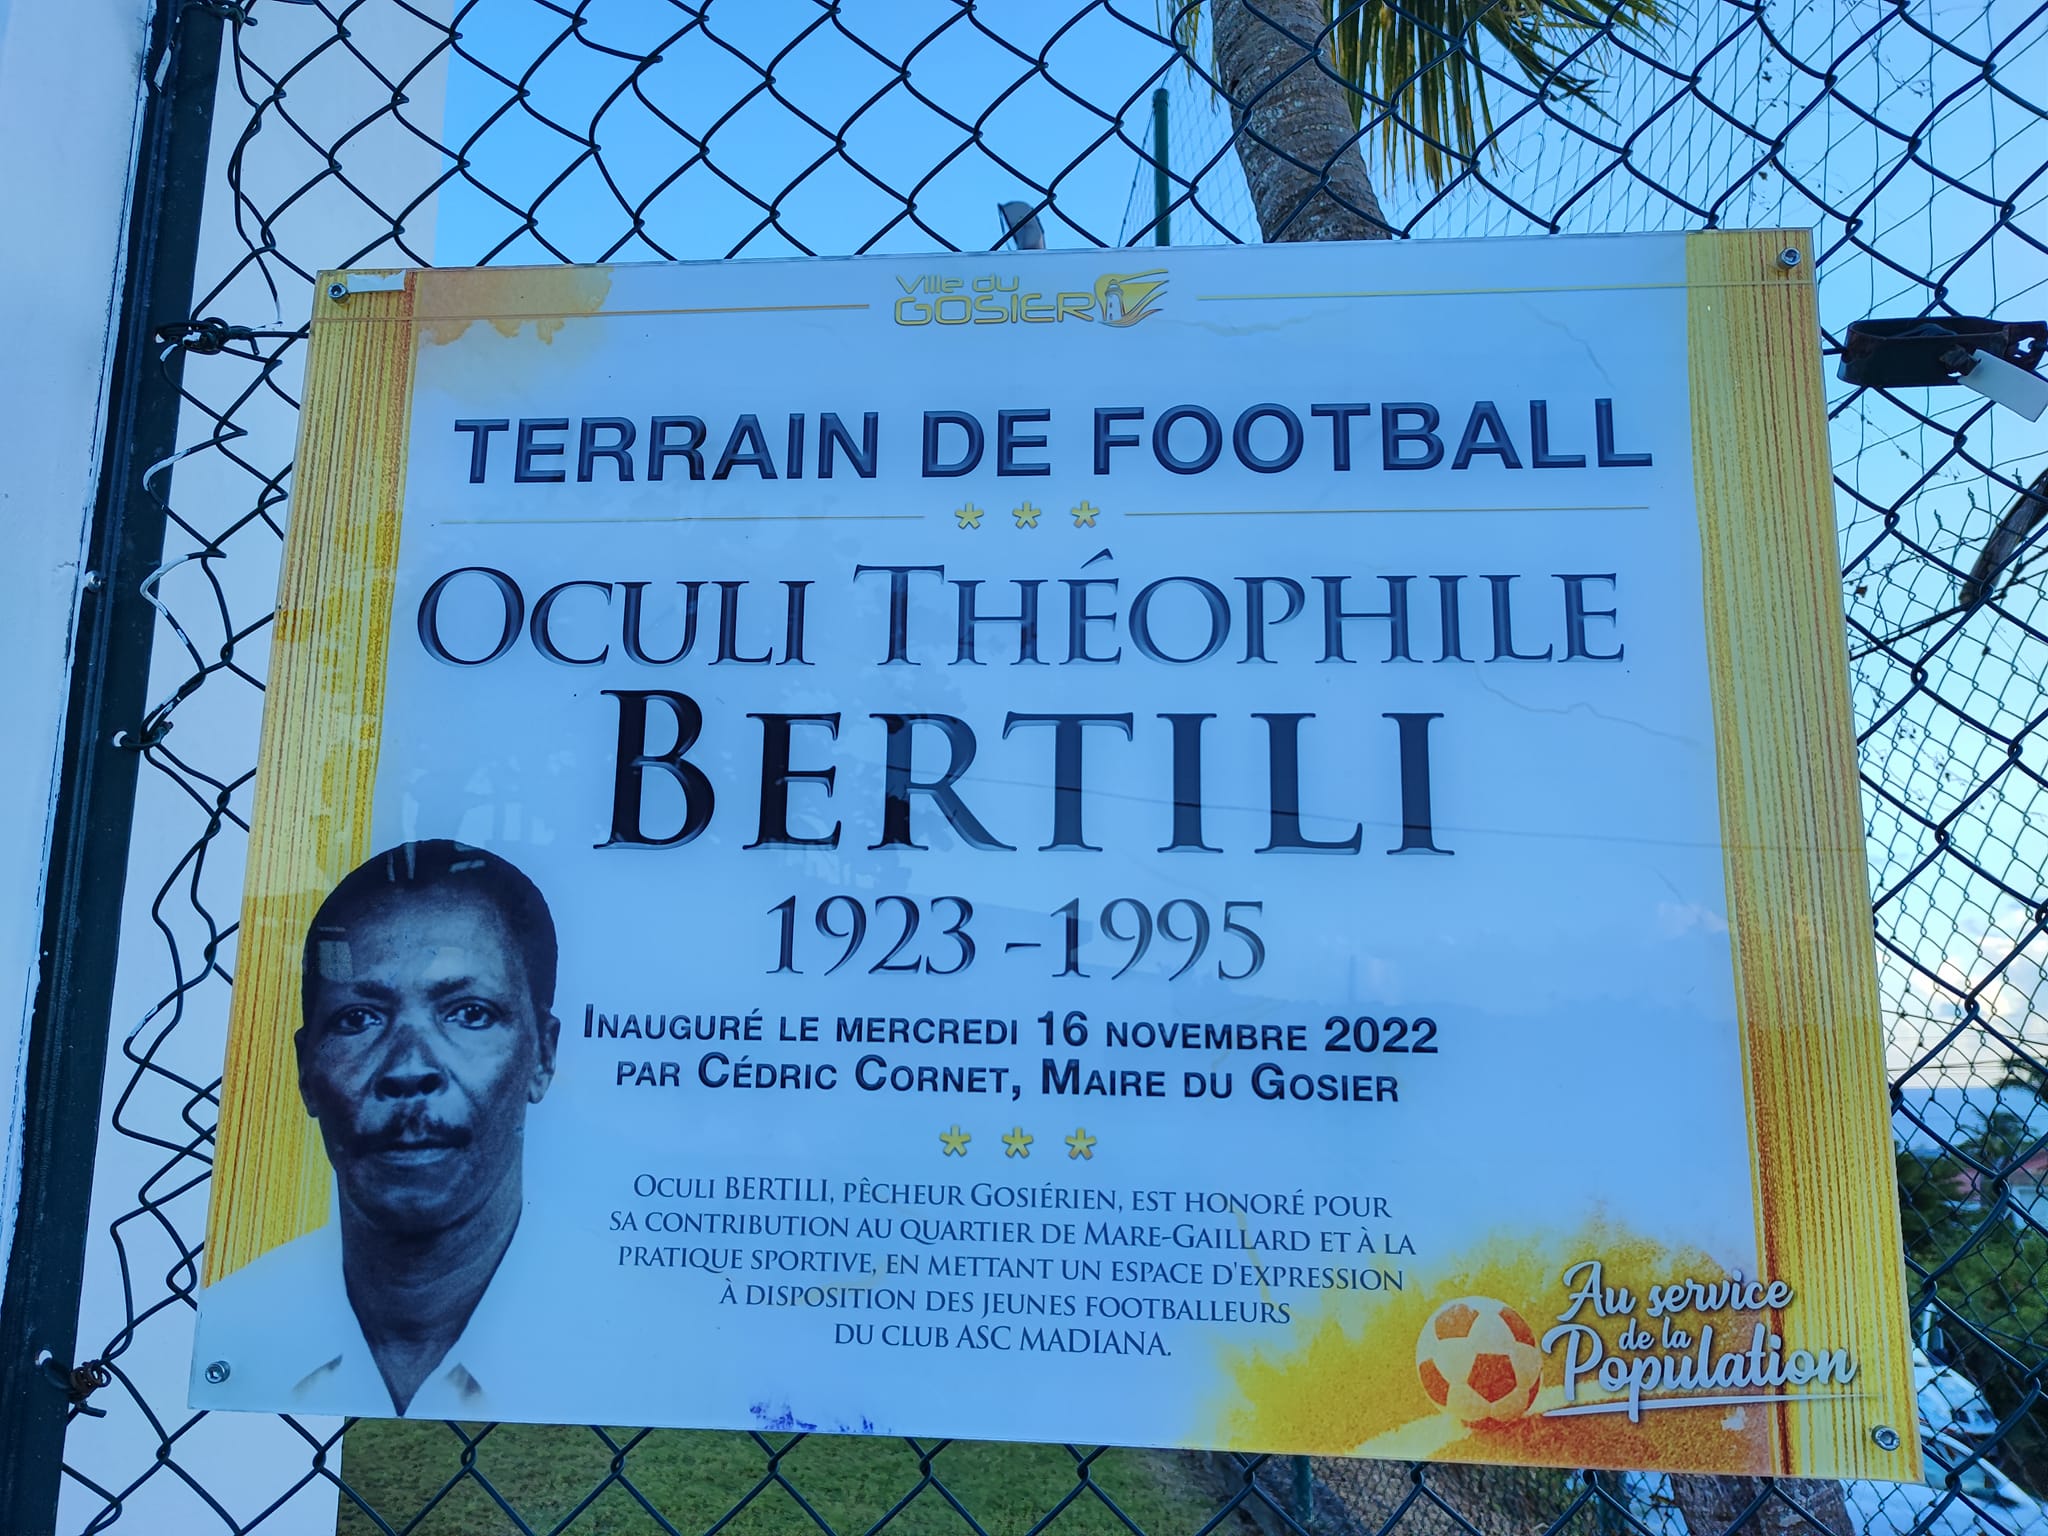 Ville du
GOSIER
TERRAIN DE FOOTBALL
* * *
OCULI THÉOPHILE
BERTILI
1923 - 1995
INAUGURÉ LE MERCREDI 16 NOVEMBRE 2022
PAR CÉDRIC CORNET, MAIRE DU GOSIER
* * *
OCULI BERTILI, PÊCHEUR GOSIÉRIEN, EST HONORÉ POUR
SA CONTRIBUTION AU QUARTIER DE MARE-GAILLARD ET À LA
PRATIQUE SPORTIVE, EN METTANT UN ESPACE D'EXPRESSION
À DISPOSITION DES JEUNES FOOTBALLEURS
DU CLUB ASC MADIANA.
Au service
de la
Population